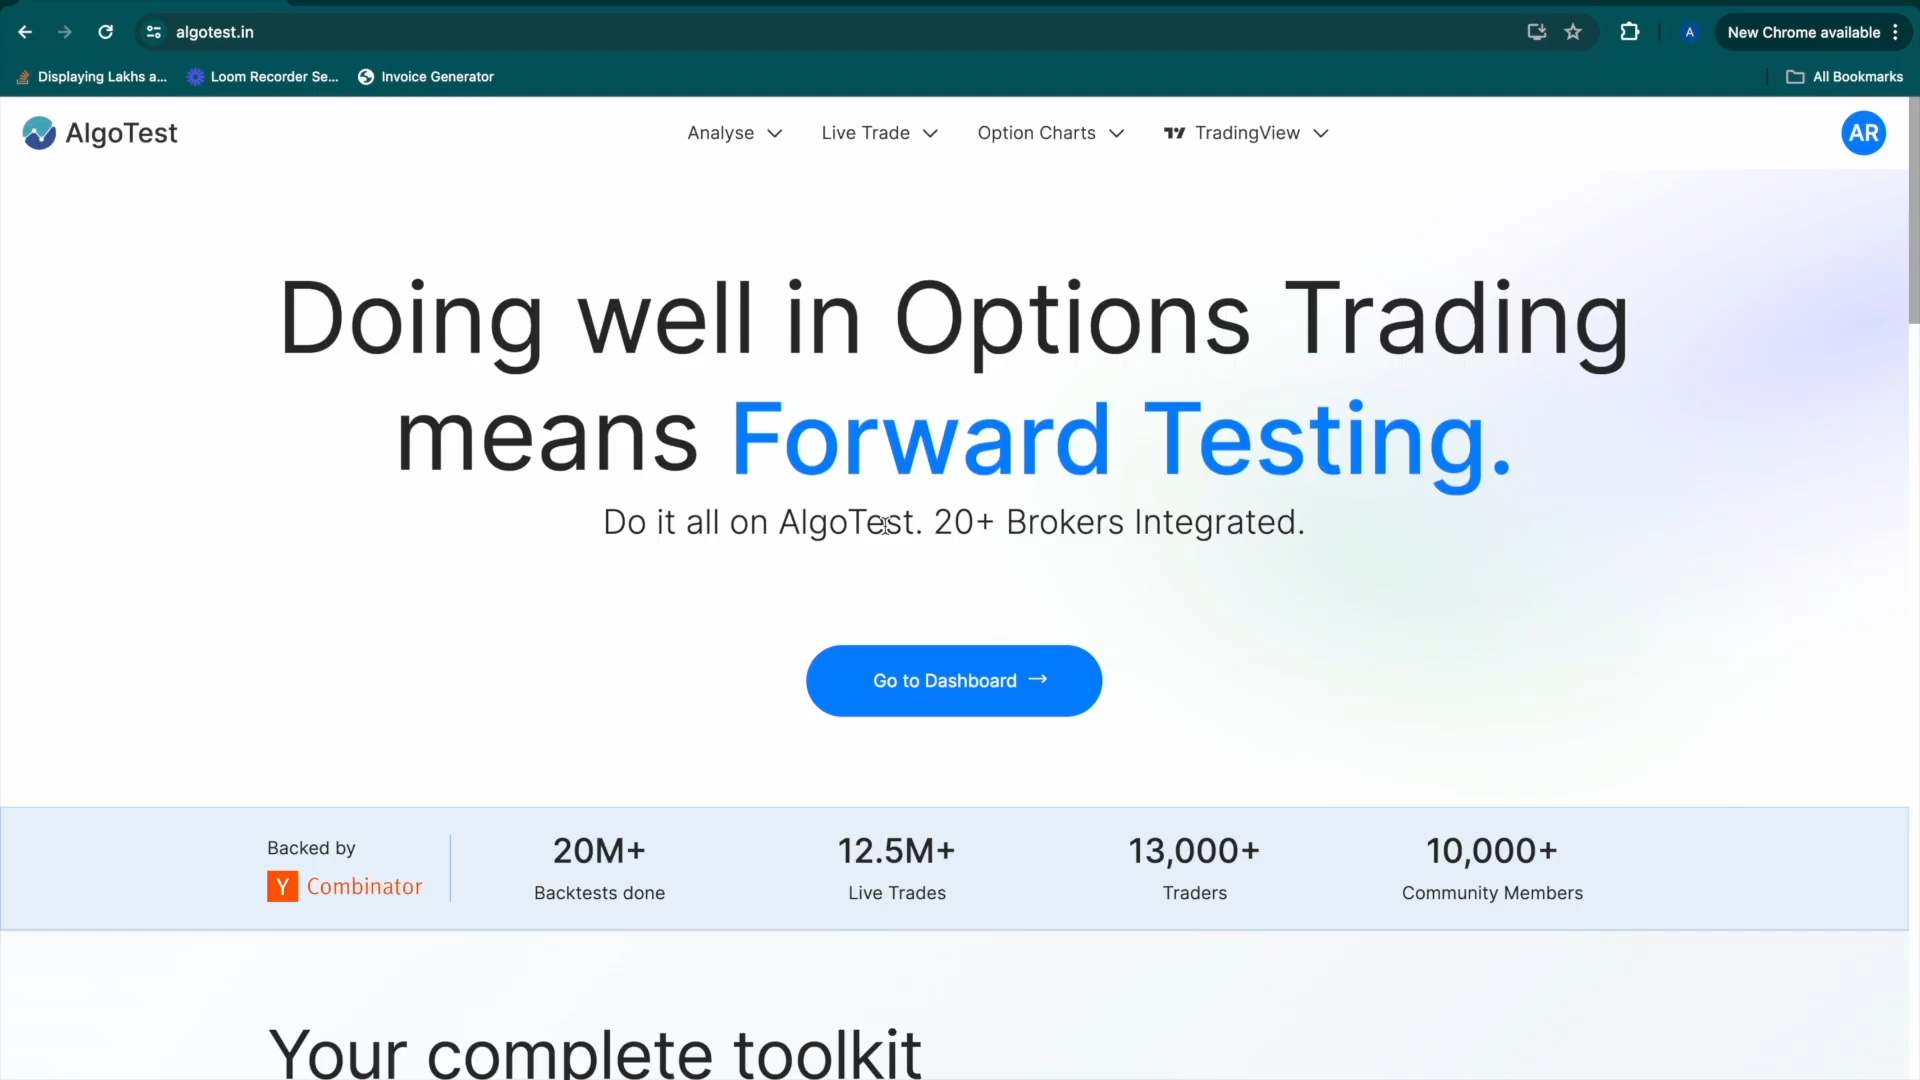 algotest.in
A
New Chrome available
Displaying Lakhs a...
Loom Recorder Se...
Invoice Generator
All Bookmarks
AlgoTest
Analyse
Live Trade
Option Charts
TradingView
AR
Doing well in Options Trading
means Forward Testing.
Do it all on AlgoTest. 20+ Brokers Integrated.
Go to Dashboard →
Backed by
Y Combinator
20M+
Backtests done
12.5M+
Live Trades
13,000+
Traders
10,000+
Community Members
Your complete toolkit